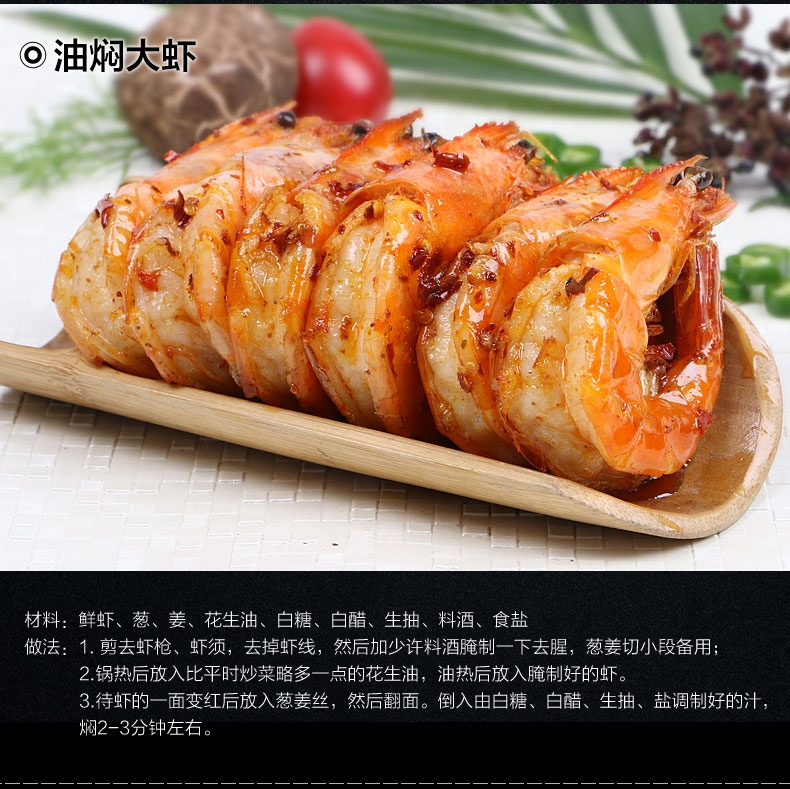 油焖大虾
材料：鲜虾、葱、姜、花生油、白糖、白醋、生抽、料酒、食盐
做法：1. 剪去虾枪、虾须，去掉虾线，然后加少许料酒腌制一下去腥，葱姜切小段备用；
2.锅热后放入比平时炒菜略多一点的花生油，油热后放入腌制好的虾。
3.待虾的一面变红后放入葱姜丝，然后翻面。倒入由白糖、白醋、生抽、盐调制好的汁，
焖2-3分钟左右。